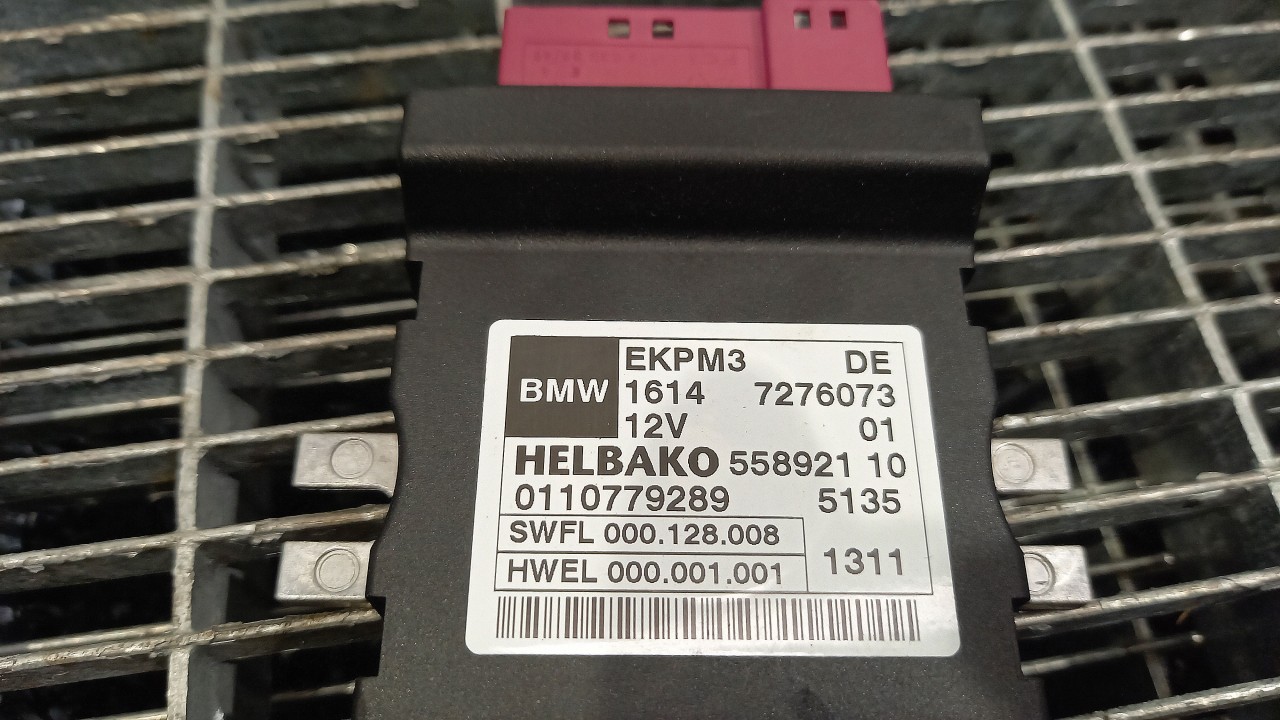 EKPM3 DE
BMW 1614 7276073
12V 01
HELBAKO 558921 10
0110779289 5135
SWFL 000.128.008
HWEL 000.001.001 1311